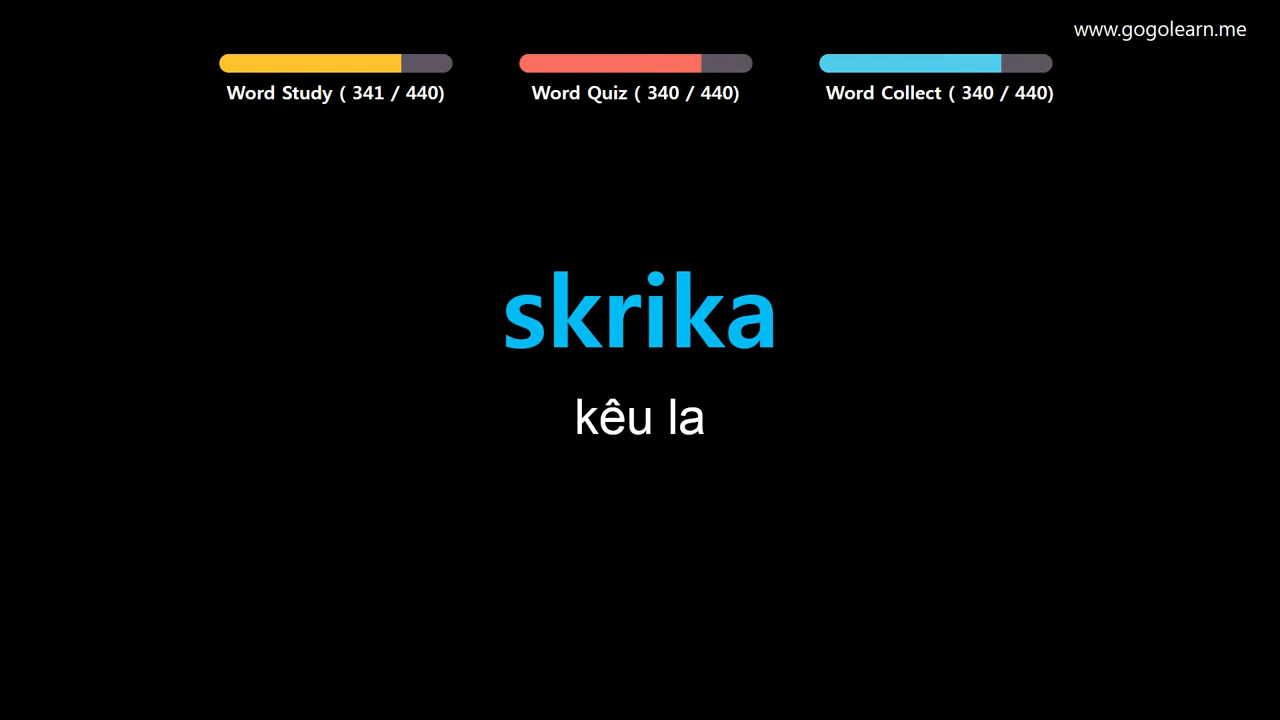 www.gogolearn.me
Word Study ( 341 / 440)
Word Quiz ( 340 / 440)
Word Collect ( 340 / 440)
skrika
kêu la